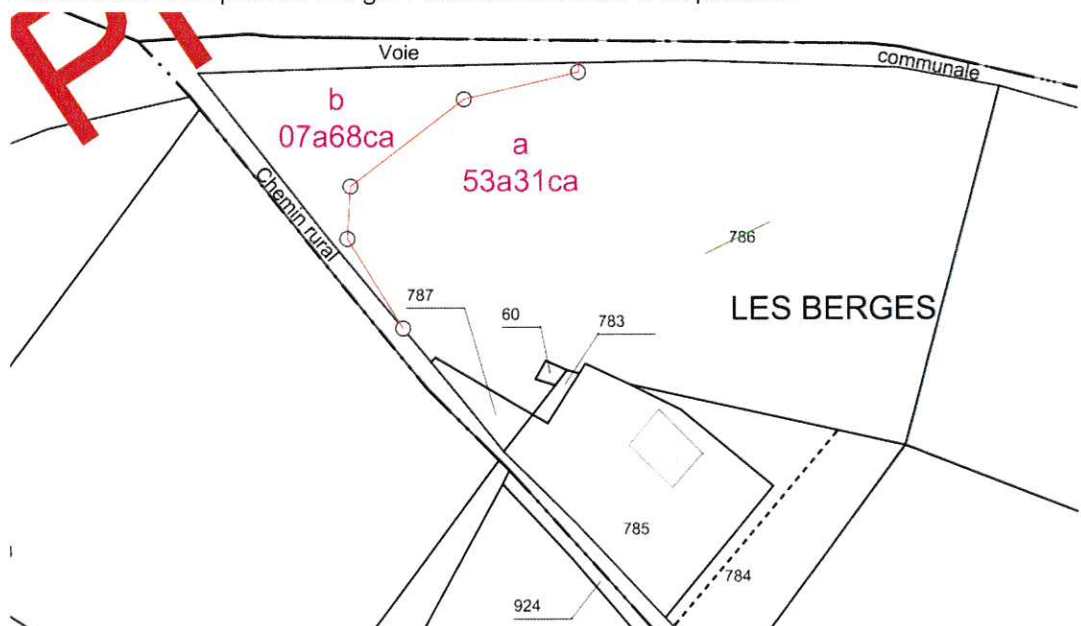 Voie
communale
b
07a68ca
a
53a31ca
Chemin rural
786
787
60
783
LES BERGES
785
784
924